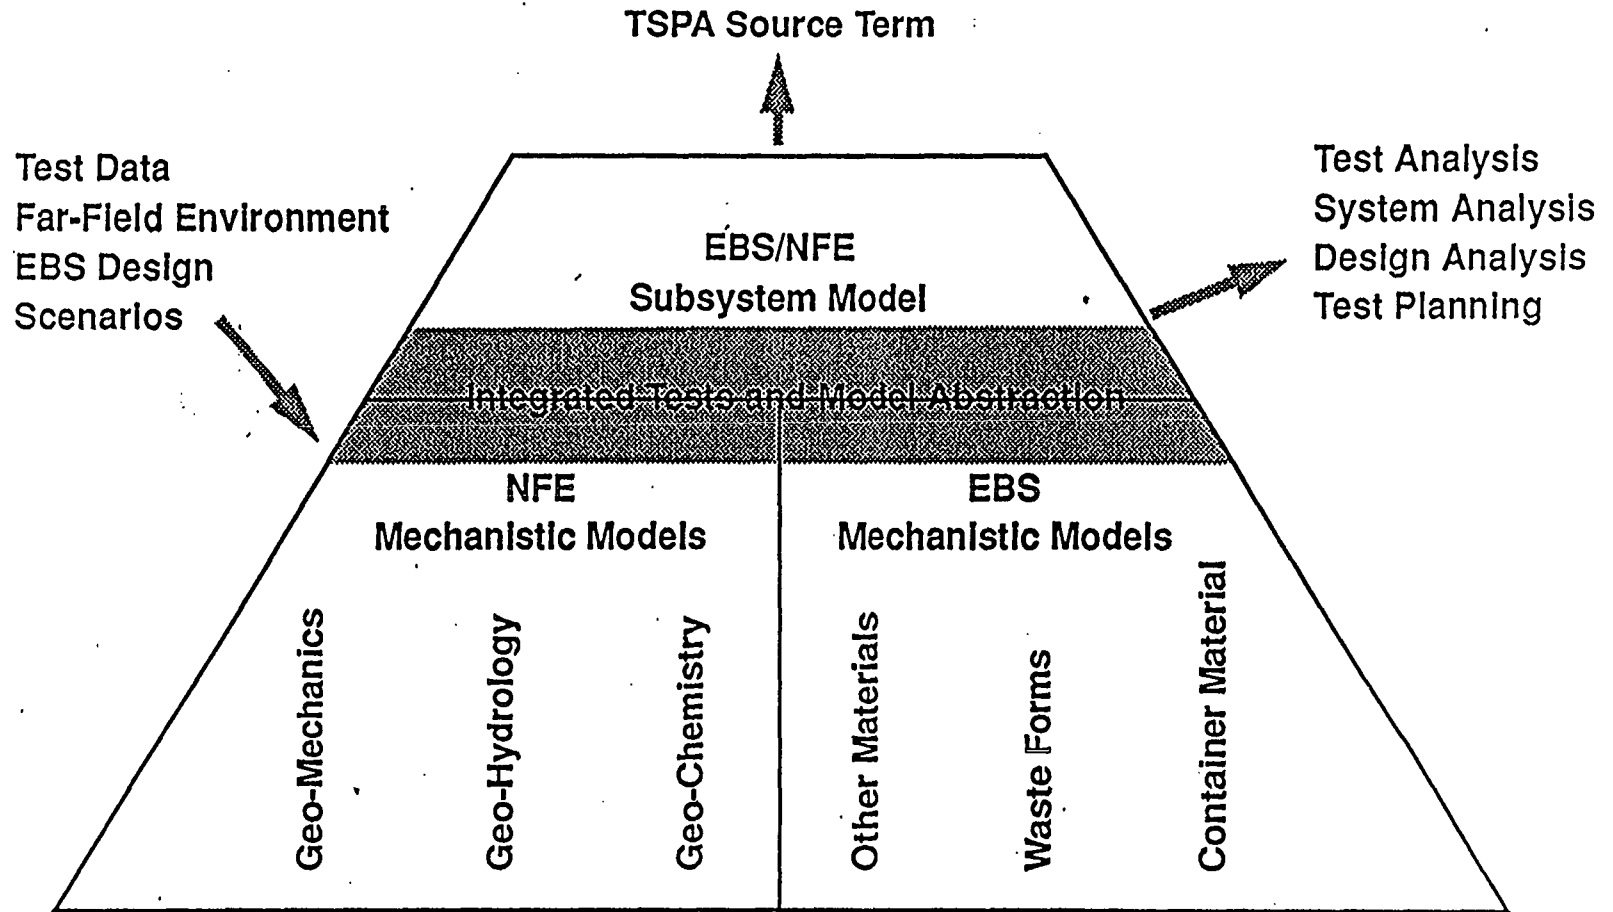 TSPA Source Term
Test Data
Far-Field Environment
EBS Design
Scenarios
Test Analysis
System Analysis
Design Analysis
Test Planning
EBS/NFE
Subsystem Model
Integrated Tests and Model Abstraction
NFE
Mechanistic Models
EBS
Mechanistic Models
Geo-Mechanics
Geo-Hydrology
Geo-Chemistry
Other Materials
Waste Forms
Container Material